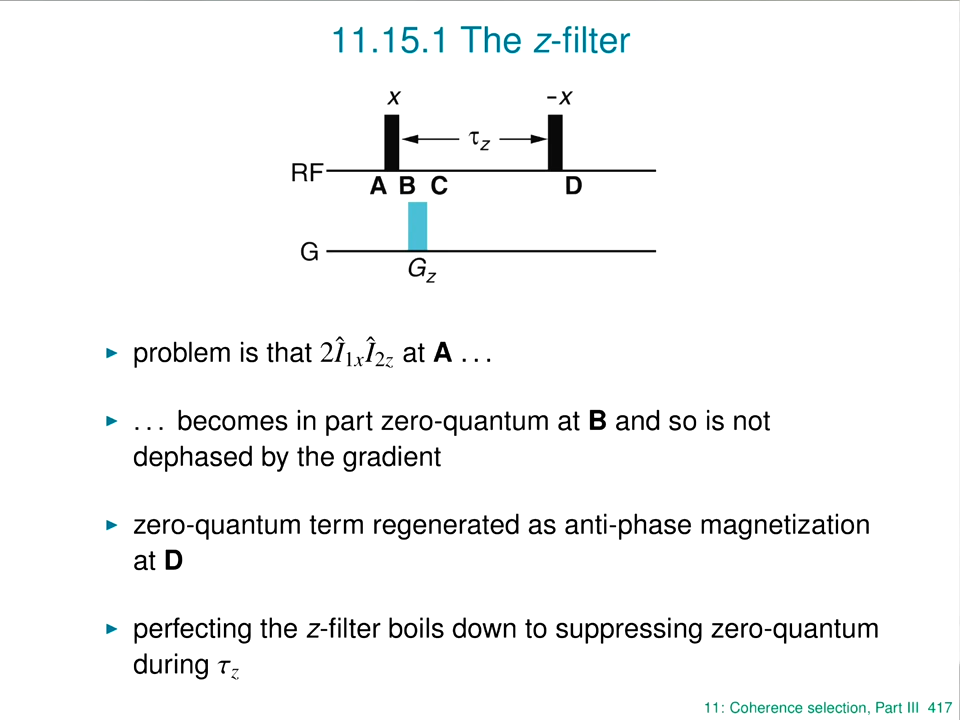 11.15.1 The z-filter
x
–x
τz
RF
A B C
D
G
Gz
problem is that 2Î1xÎ2z at A . . .
. . . becomes in part zero-quantum at B and so is not
dephased by the gradient
zero-quantum term regenerated as anti-phase magnetization
at D
perfecting the z-filter boils down to suppressing zero-quantum
during τz
11: Coherence selection, Part III 417